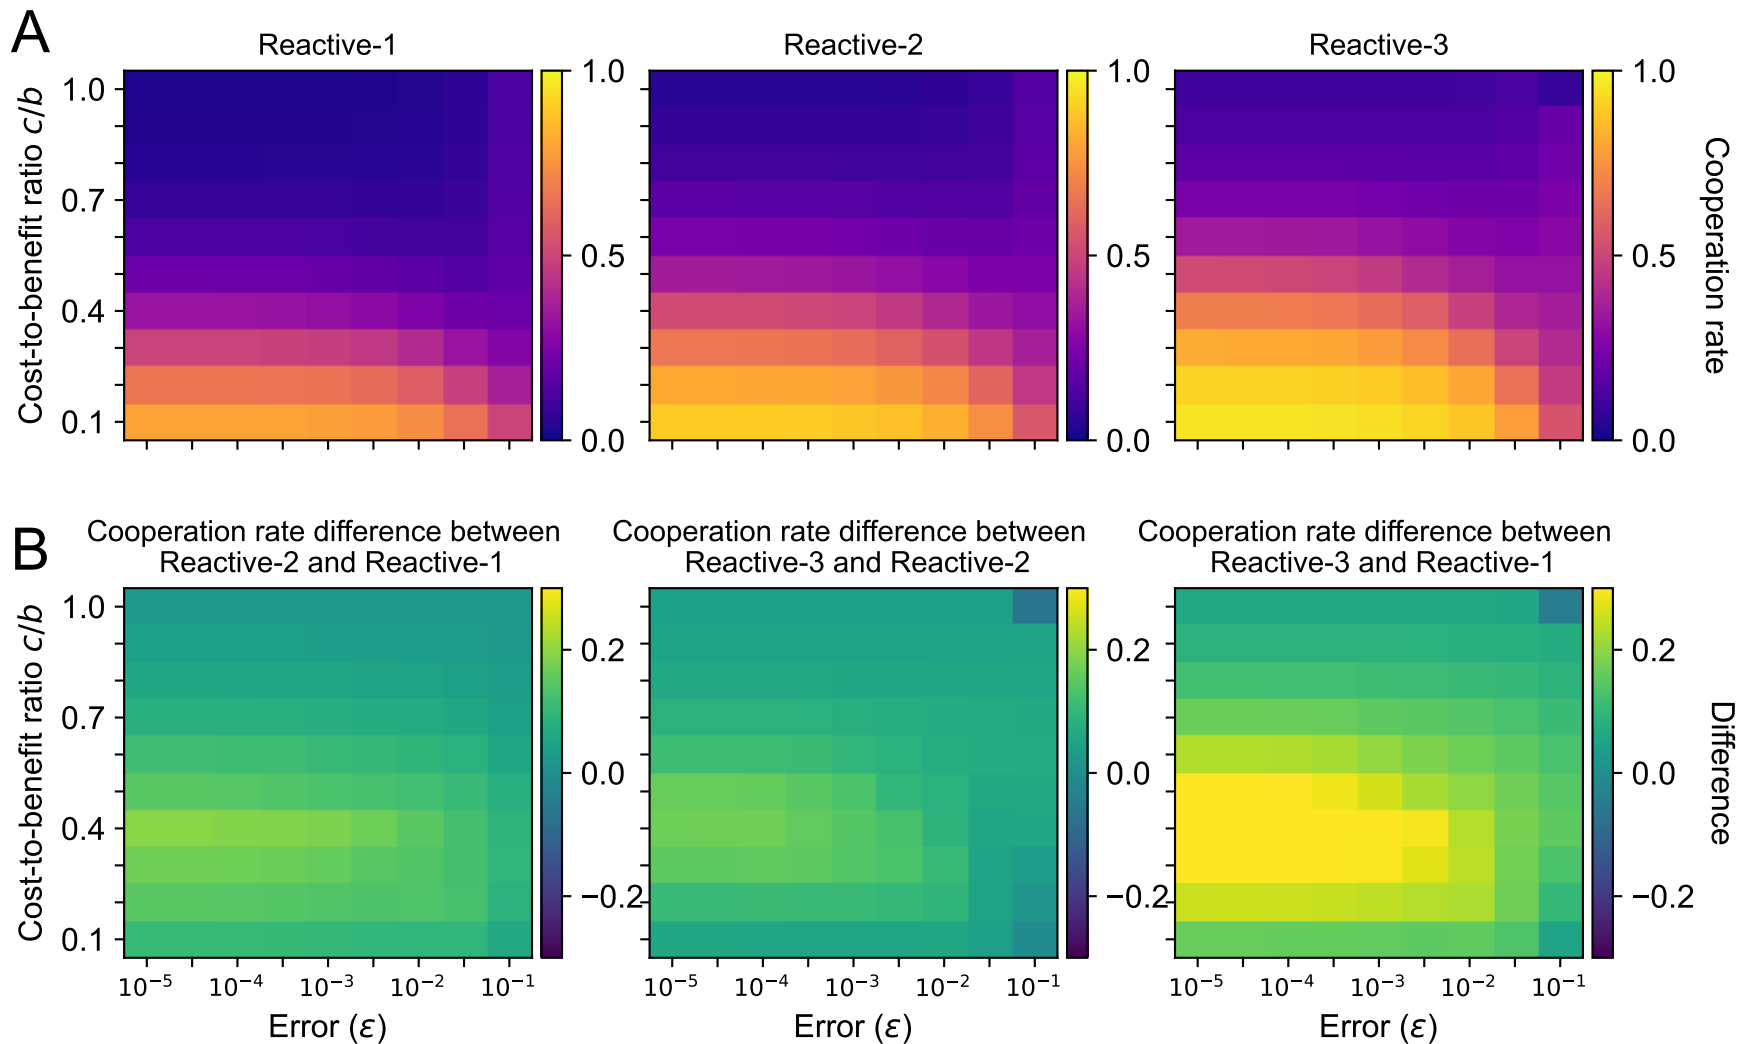 A
Reactive-1
Reactive-2
Reactive-3
Cost-to-benefit ratio c/b
1.0
0.7
0.4
0.1
1.0
0.5
0.0
1.0
0.5
0.0
1.0
0.5
0.0
Cooperation rate
B
Cooperation rate difference between
Reactive-2 and Reactive-1
Cooperation rate difference between
Reactive-3 and Reactive-2
Cooperation rate difference between
Reactive-3 and Reactive-1
Cost-to-benefit ratio c/b
1.0
0.7
0.4
0.1
0.2
0.0
−0.2
0.2
0.0
−0.2
0.2
0.0
−0.2
Difference
10⁻⁵ 10⁻⁴ 10⁻³ 10⁻² 10⁻¹
10⁻⁵ 10⁻⁴ 10⁻³ 10⁻² 10⁻¹
10⁻⁵ 10⁻⁴ 10⁻³ 10⁻² 10⁻¹
Error (ε)
Error (ε)
Error (ε)